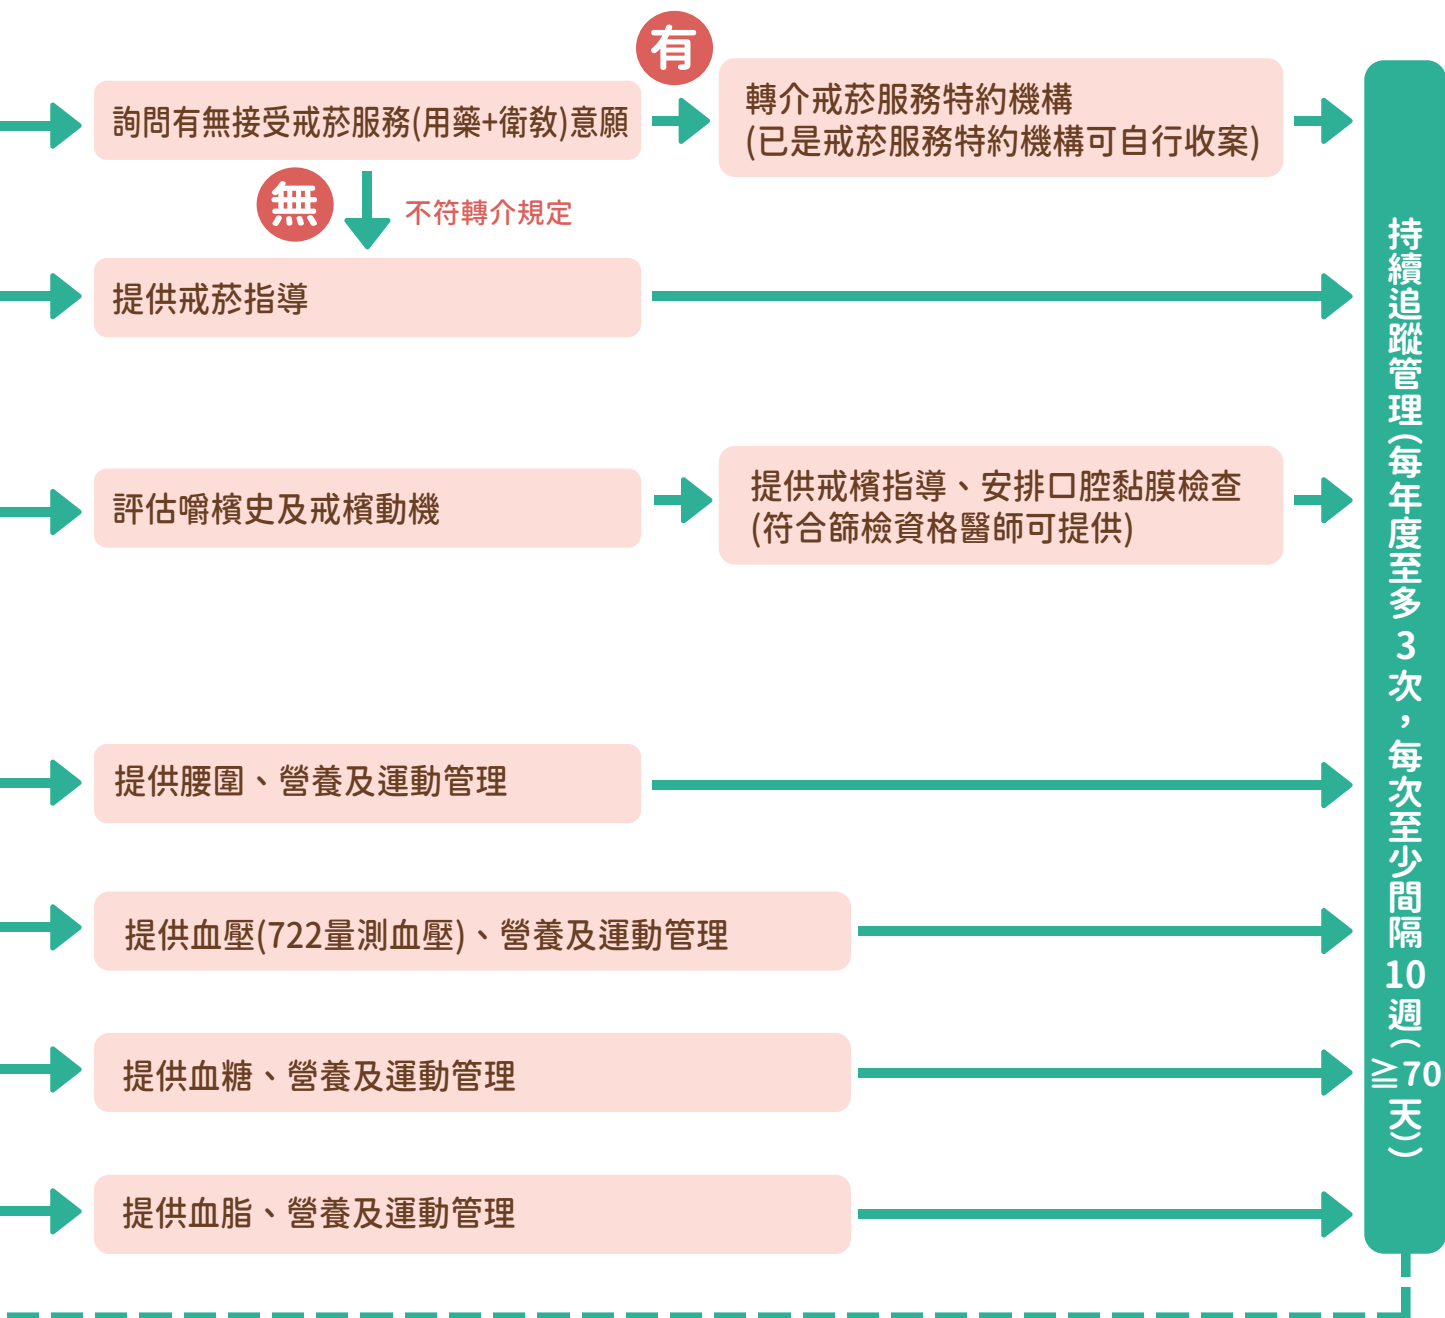 有
詢問有無接受戒菸服務(用藥+衛教)意願
轉介戒菸服務特約機構
(已是戒菸服務特約機構可自行收案)
無
不符轉介規定
提供戒菸指導
評估嚼檳史及戒檳動機
提供戒檳指導、安排口腔黏膜檢查
(符合篩檢資格醫師可提供)
提供腰圍、營養及運動管理
提供血壓(722量測血壓)、營養及運動管理
提供血糖、營養及運動管理
提供血脂、營養及運動管理
持續追蹤管理(每年度至多3次，每次至少間隔10週(≧70天))